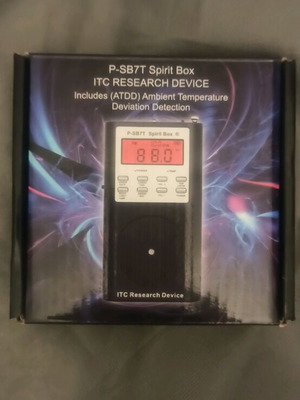 P-SB7T Spirit Box
ITC RESEARCH DEVICE
Includes (ATDD) Ambient Temperature
Deviation Detection
P-SB7T Spirit Box II
880
ITC Research Device